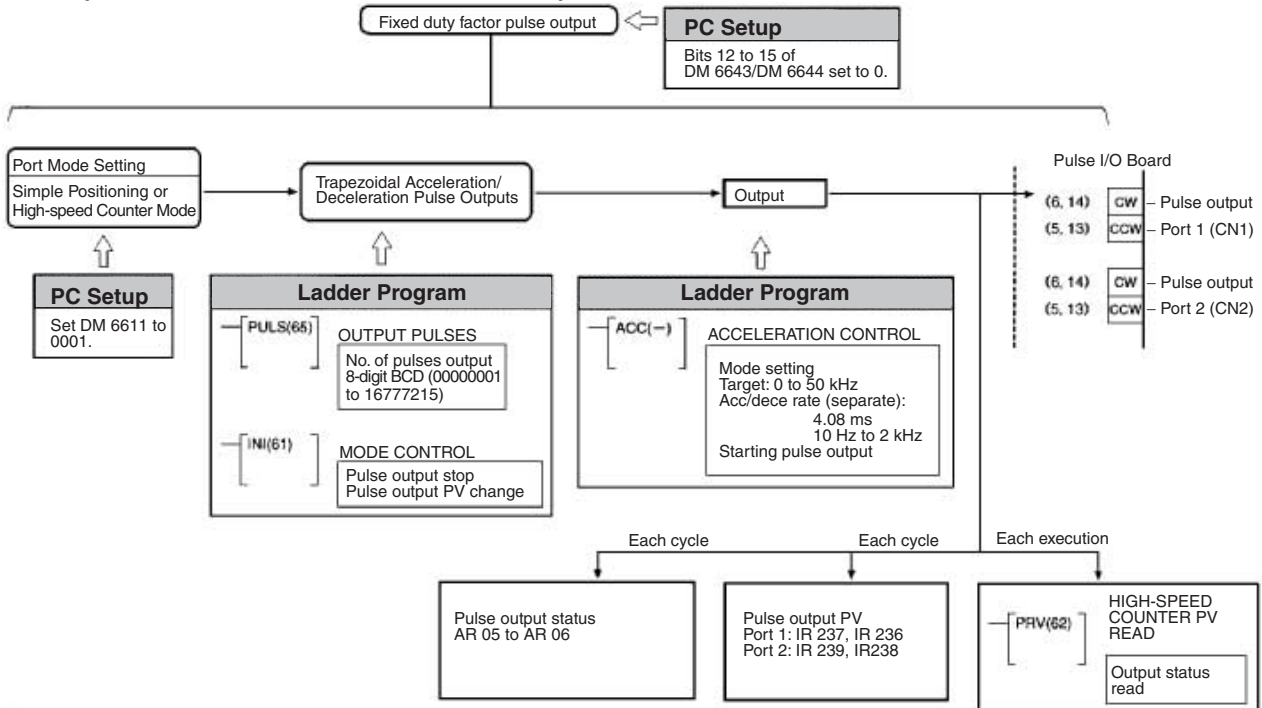 Fixed duty factor pulse output
PC Setup
Bits 12 to 15 of
DM 6643/DM 6644 set to 0.
Port Mode Setting
Simple Positioning or
High-speed Counter Mode
Trapezoidal Acceleration/
Deceleration Pulse Outputs
Output
Pulse I/O Board
(6, 14) CW – Pulse output
(5, 13) CCW – Port 1 (CN1)
(6, 14) CW – Pulse output
(5, 13) CCW – Port 2 (CN2)
PC Setup
Set DM 6611 to
0001.
Ladder Program
PULS(65)
OUTPUT PULSES
No. of pulses output
8-digit BCD (00000001
to 16777215)
INI(61)
MODE CONTROL
Pulse output stop
Pulse output PV change
Ladder Program
ACC(—)
ACCELERATION CONTROL
Mode setting
Target: 0 to 50 kHz
Acc/dece rate (separate):
4.08 ms
10 Hz to 2 kHz
Starting pulse output
Each cycle
Each cycle
Each execution
Pulse output status
AR 05 to AR 06
Pulse output PV
Port 1: IR 237, IR 236
Port 2: IR 239, IR238
PRV(62)
HIGH-SPEED
COUNTER PV
READ
Output status
read